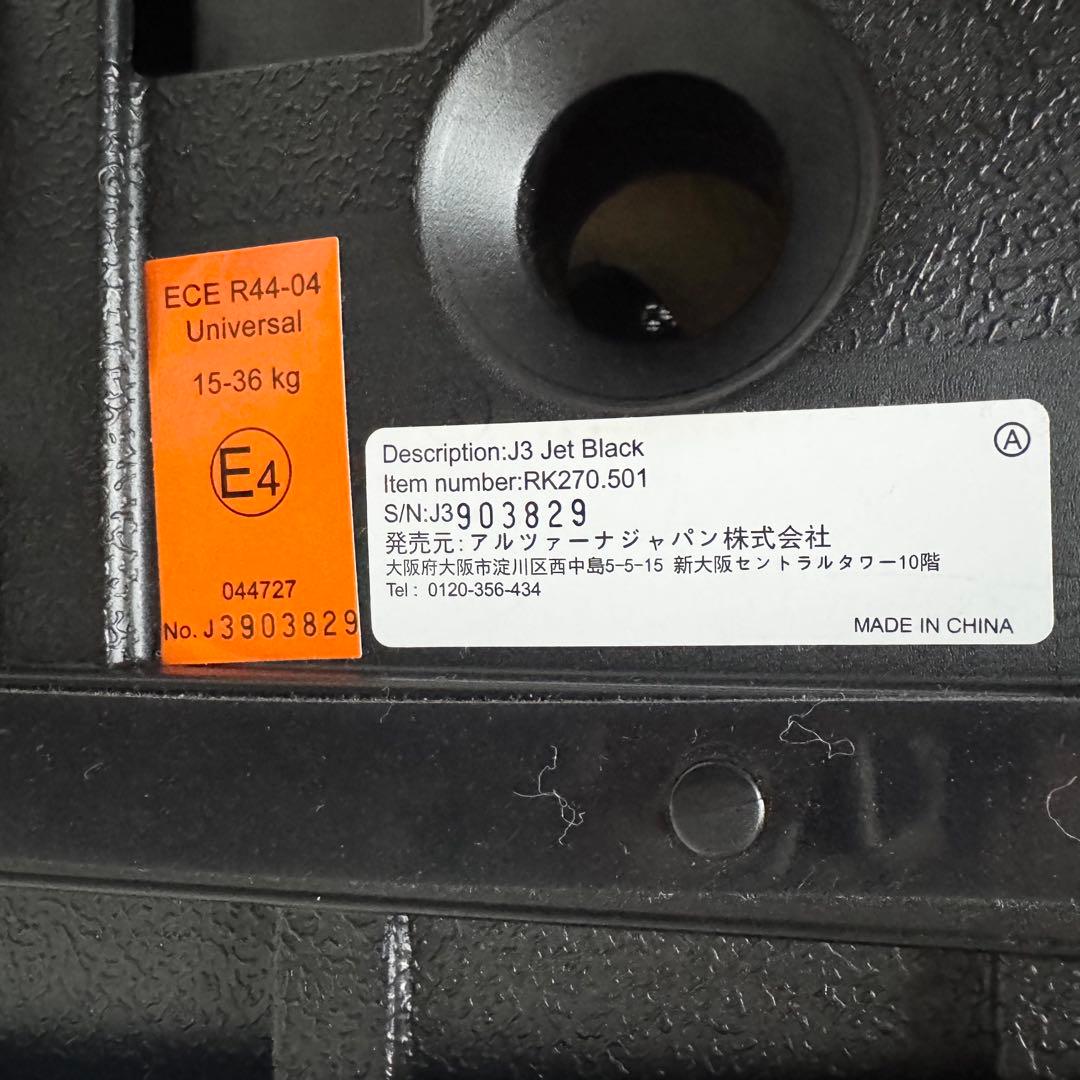 ECE R44-04
Universal
15-36 kg
E4
044727
No. J3903829
A
Description:J3 Jet Black
Item number:RK270.501
S/N:J3903829
発売元:アルツァーナジャパン株式会社
大阪府大阪市淀川区西中島5-5-15 新大阪セントラルタワー10階
Tel : 0120-356-434
MADE IN CHINA